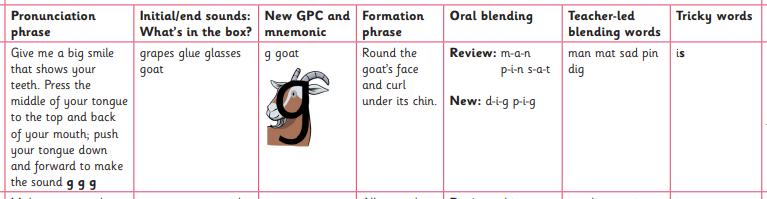 Pronunciation phrase
Initial/end sounds: What's in the box?
New GPC and mnemonic
Formation phrase
Oral blending
Teacher-led blending words
Tricky words
Give me a big smile
that shows your
teeth. Press the
middle of your tongue
to the top and back
of your mouth; push
your tongue down
and forward to make
the sound g g g
grapes glue glasses
goat
g goat
g
Round the
goat's face
and curl
under its chin.
Review: m-a-n
p-i-n s-a-t
New: d-i-g p-i-g
man mat sad pin
dig
is